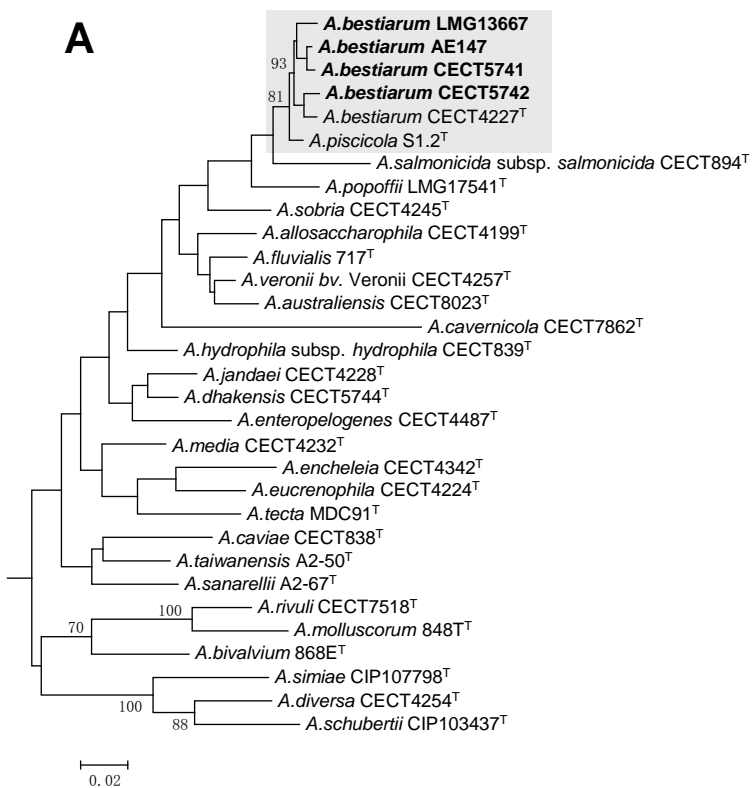 A
A.bestiarum LMG13667
A.bestiarum AE147
93
A.bestiarum CECT5741
A.bestiarum CECT5742
81
A.bestiarum CECT4227ᵀ
A.piscicola S1.2ᵀ
A.salmonicida subsp. salmonicida CECT894ᵀ
A.popoffii LMG17541ᵀ
A.sobria CECT4245ᵀ
A.allosaccharophila CECT4199ᵀ
A.fluvialis 717ᵀ
A.veronii bv. Veronii CECT4257ᵀ
A.australiensis CECT8023ᵀ
A.cavernicola CECT7862ᵀ
A.hydrophila subsp. hydrophila CECT839ᵀ
A.jandaei CECT4228ᵀ
A.dhakensis CECT5744ᵀ
A.enteropelogenes CECT4487ᵀ
A.media CECT4232ᵀ
A.encheleia CECT4342ᵀ
A.eucrenophila CECT4224ᵀ
A.tecta MDC91ᵀ
A.caviae CECT838ᵀ
A.taiwanensis A2-50ᵀ
A.sanarellii A2-67ᵀ
A.rivuli CECT7518ᵀ
100
A.molluscorum 848Tᵀ
70
A.bivalvium 868Eᵀ
A.simiae CIP107798ᵀ
100
A.diversa CECT4254ᵀ
88
A.schubertii CIP103437ᵀ
0.02